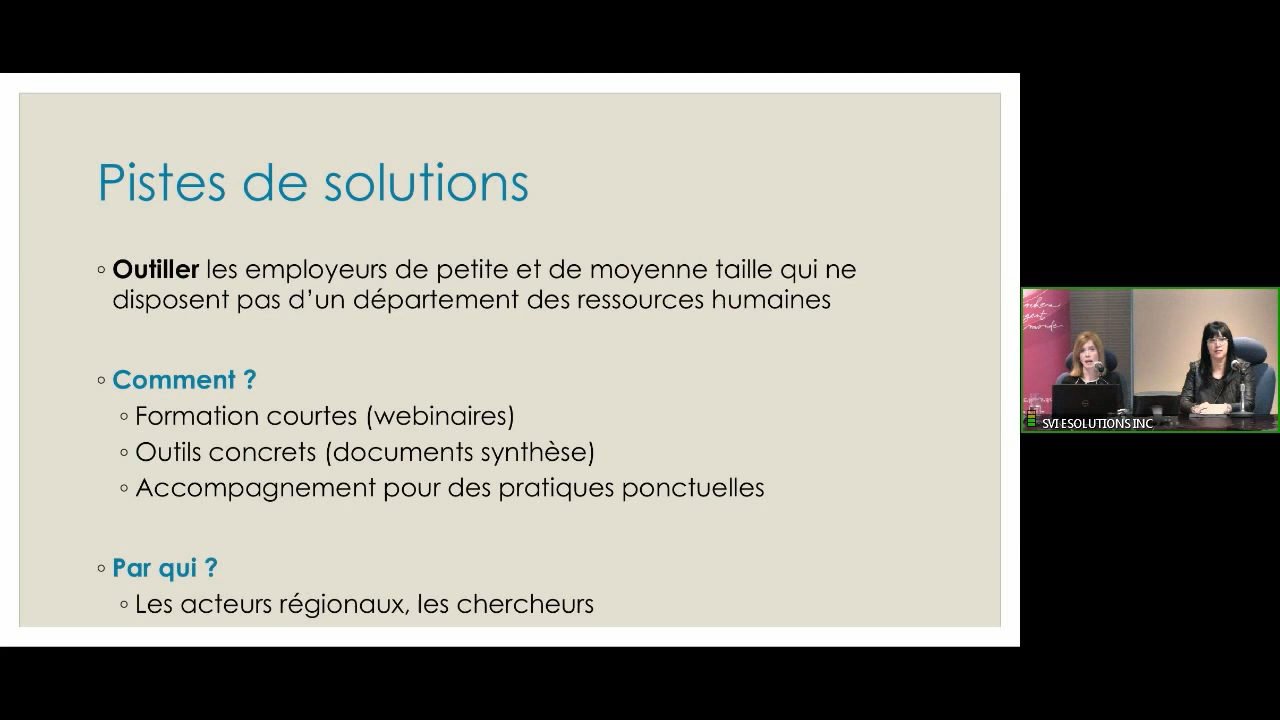 Pistes de solutions
◦ Outiller les employeurs de petite et de moyenne taille qui ne
disposent pas d’un département des ressources humaines
◦ Comment ?
◦ Formation courtes (webinaires)
◦ Outils concrets (documents synthèse)
◦ Accompagnement pour des pratiques ponctuelles
◦ Par qui ?
◦ Les acteurs régionaux, les chercheurs
monde
SVI ESOLUTIONS INC